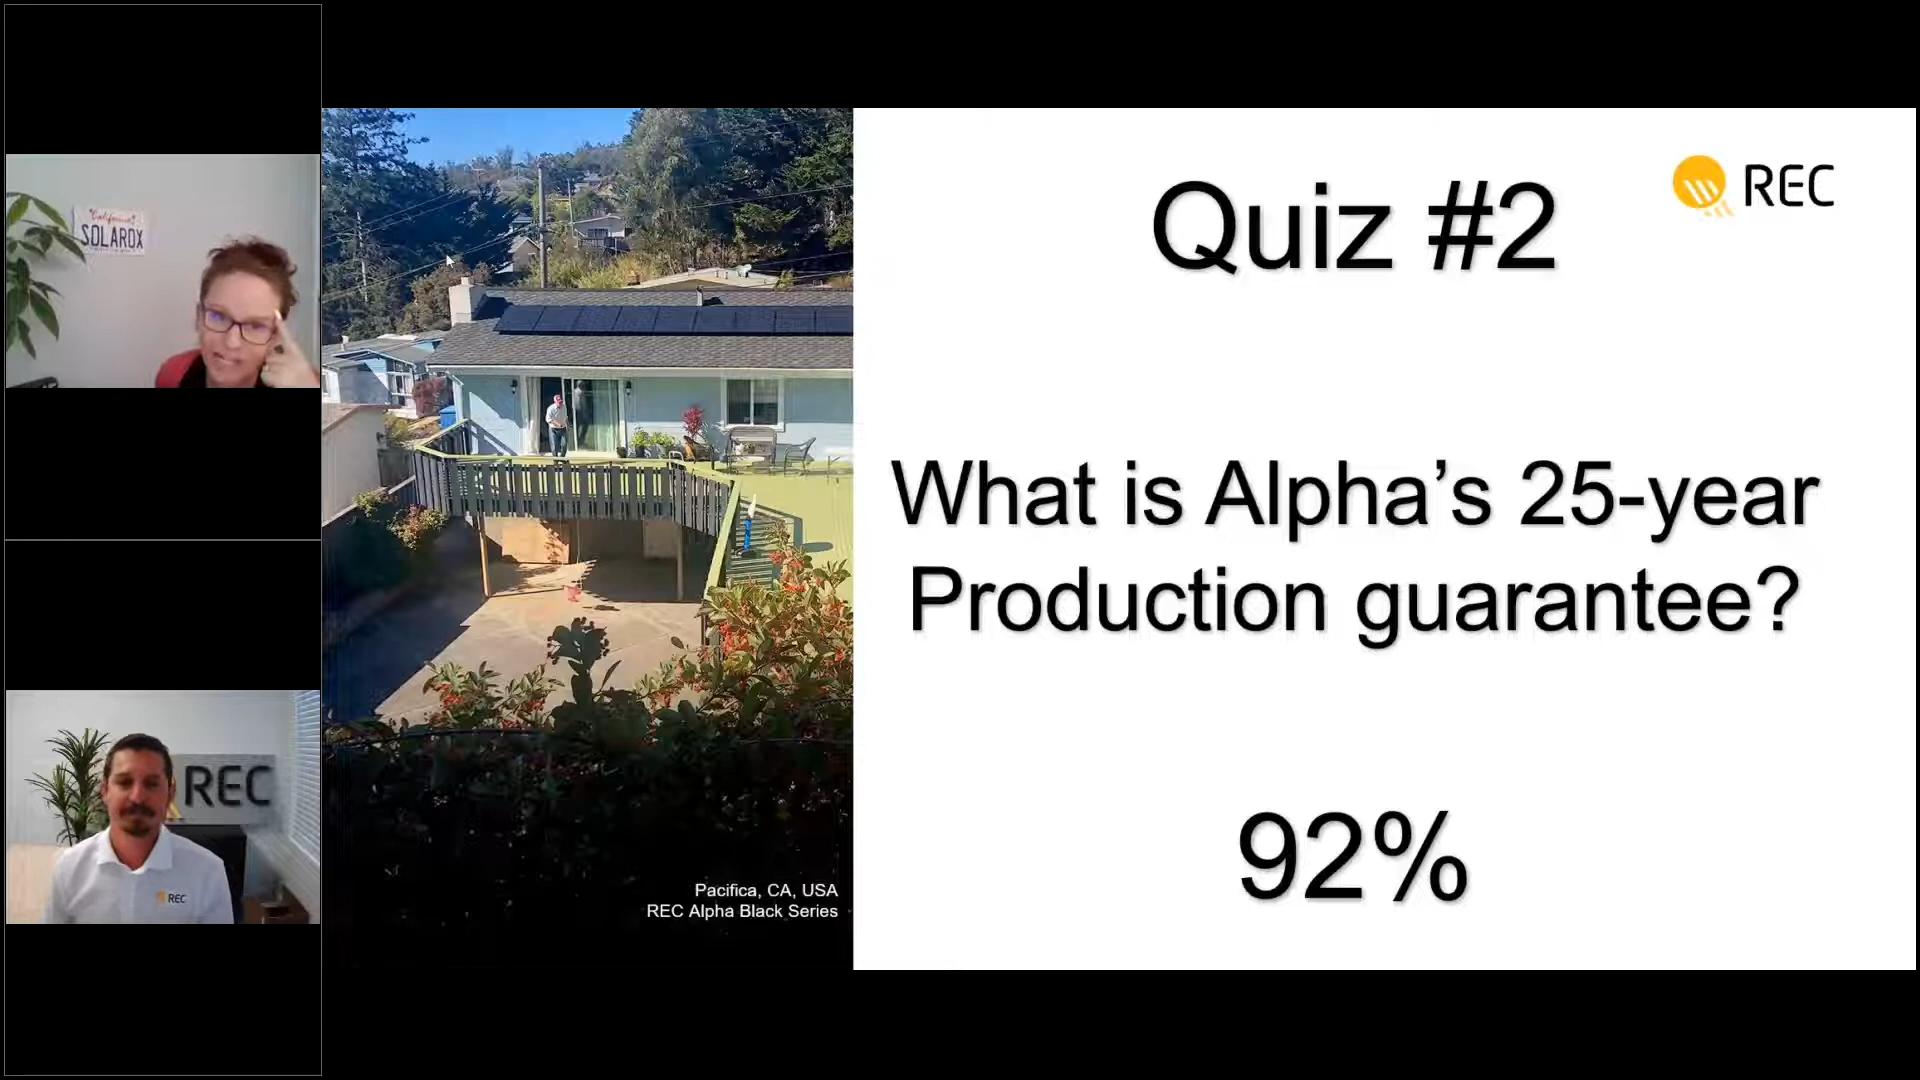 California
SOLAROX
REC
REC
Pacifica, CA, USA
REC Alpha Black Series
REC
Quiz #2
What is Alpha’s 25-year
Production guarantee?
92%